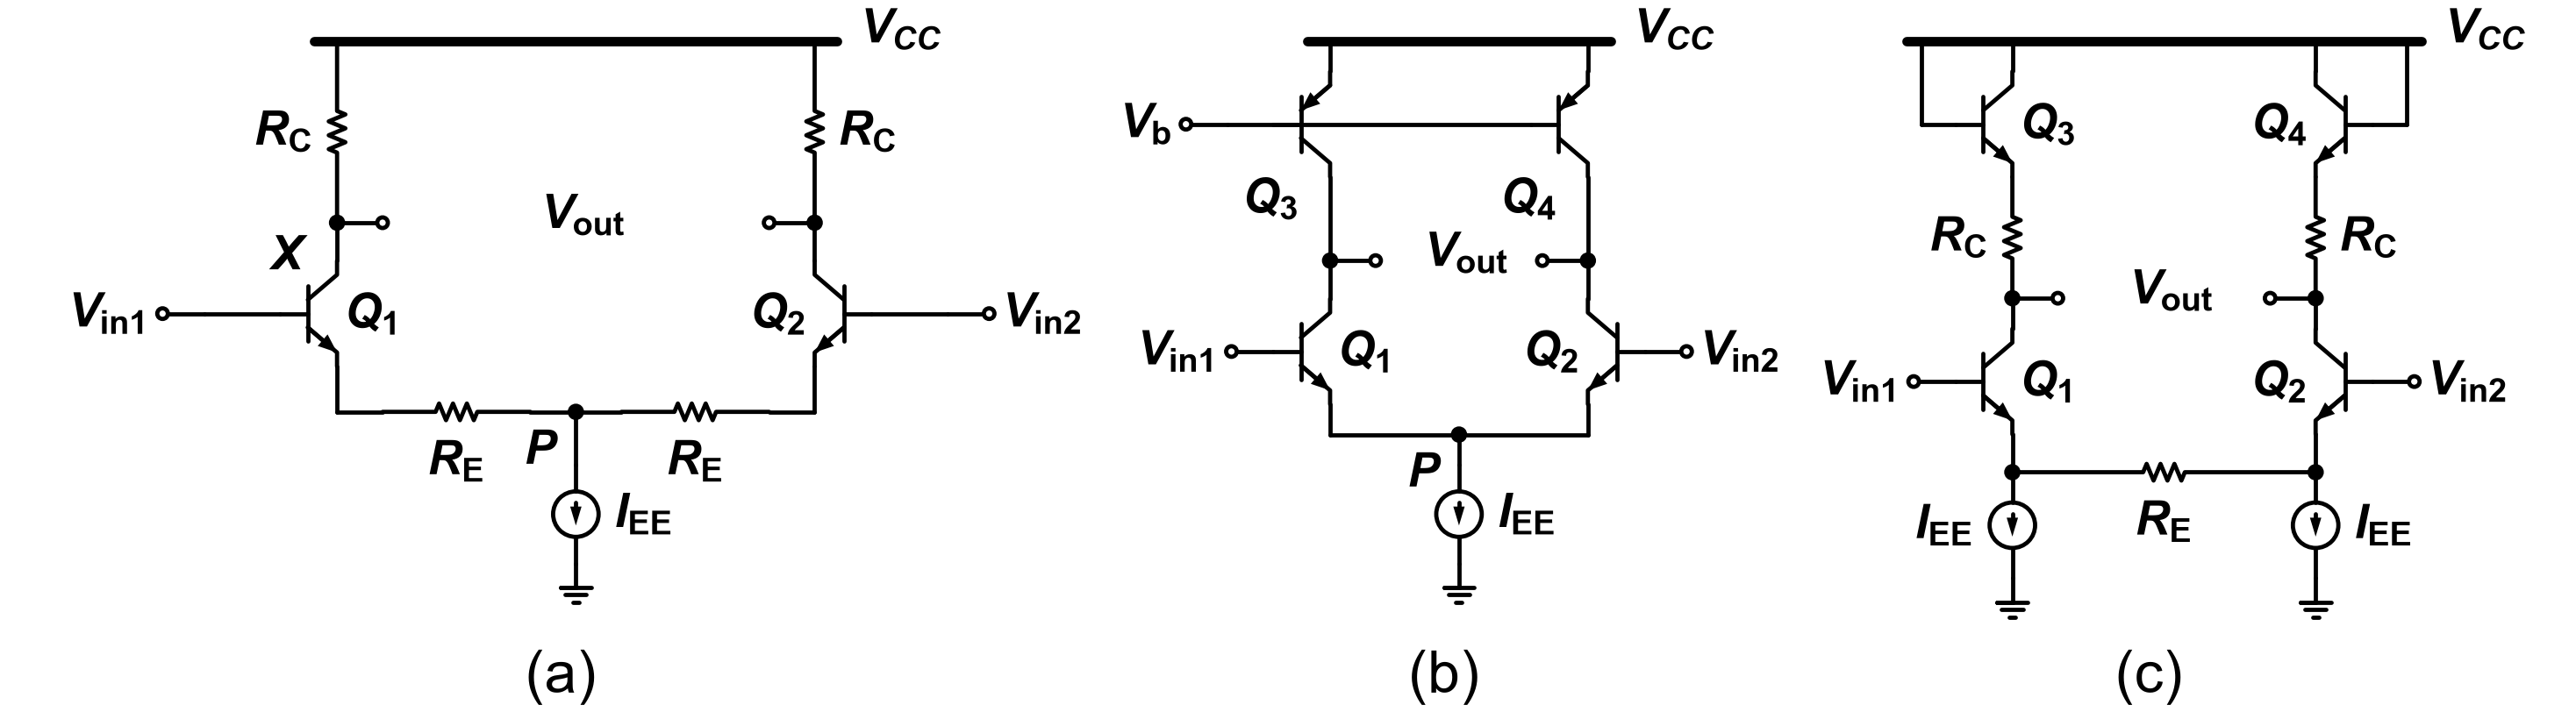 VCC
RC
RC
Vout
X
Vin1
Q1
Q2
Vin2
RE
P
RE
IEE
(a)
VCC
Vb
Q3
Q4
Vout
Vin1
Q1
Q2
Vin2
P
IEE
(b)
VCC
Q3
Q4
RC
RC
Vout
Vin1
Q1
Q2
Vin2
IEE
RE
IEE
(c)